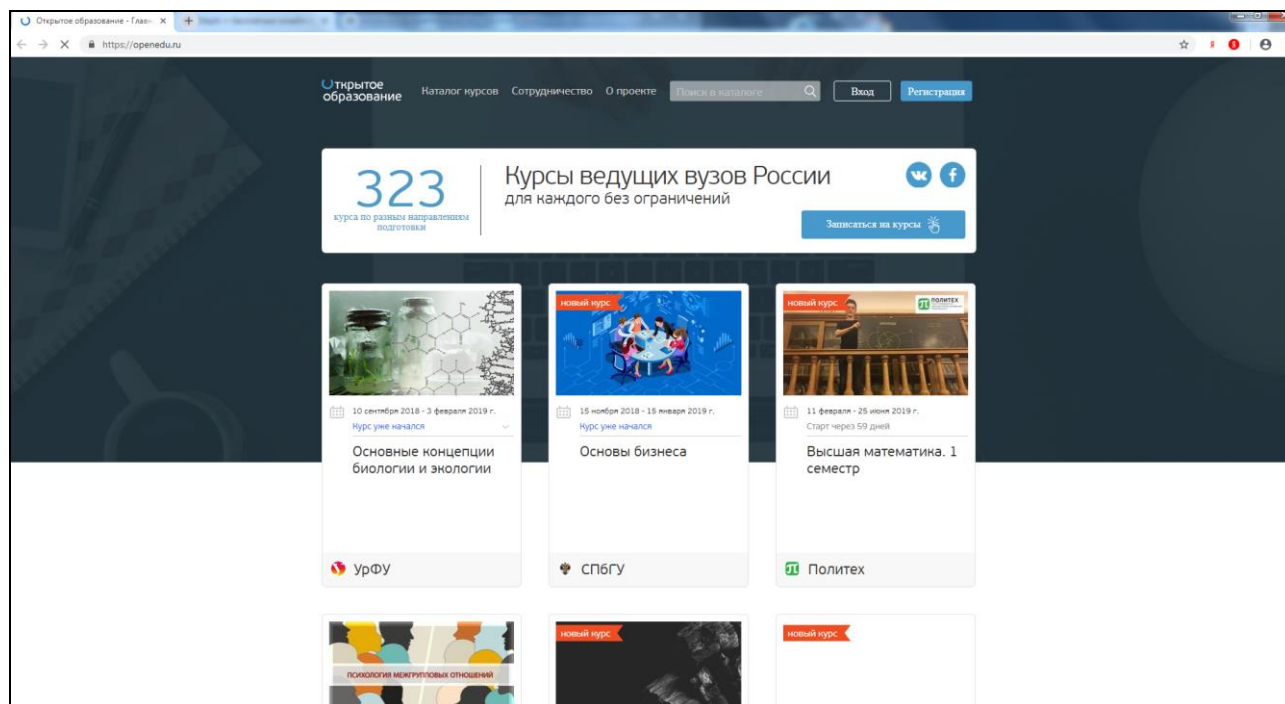 Открытое образование - Главн
https://openedu.ru
Открытое
образование
Каталог курсов Сотрудничество О проекте Поиск в каталоге Вход Регистрация
323
курса по разным направлениям
подготовки
Курсы ведущих вузов России
для каждого без ограничений
Записаться на курсы
10 сентября 2018 - 3 февраля 2019 г.
Курс уже начался
Основные концепции
биологии и экологии
УрФУ
новый курс
15 ноября 2018 - 15 января 2019 г.
Курс уже начался
Основы бизнеса
СПбГУ
новый курс
ПОЛИТЕХ
11 февраля - 25 июня 2019 г.
Старт через 59 дней
Высшая математика. 1
семестр
Политех
ПСИХОЛОГИЯ МЕЖГРУППОВЫХ ОТНОШЕНИЙ
новый курс
новый курс